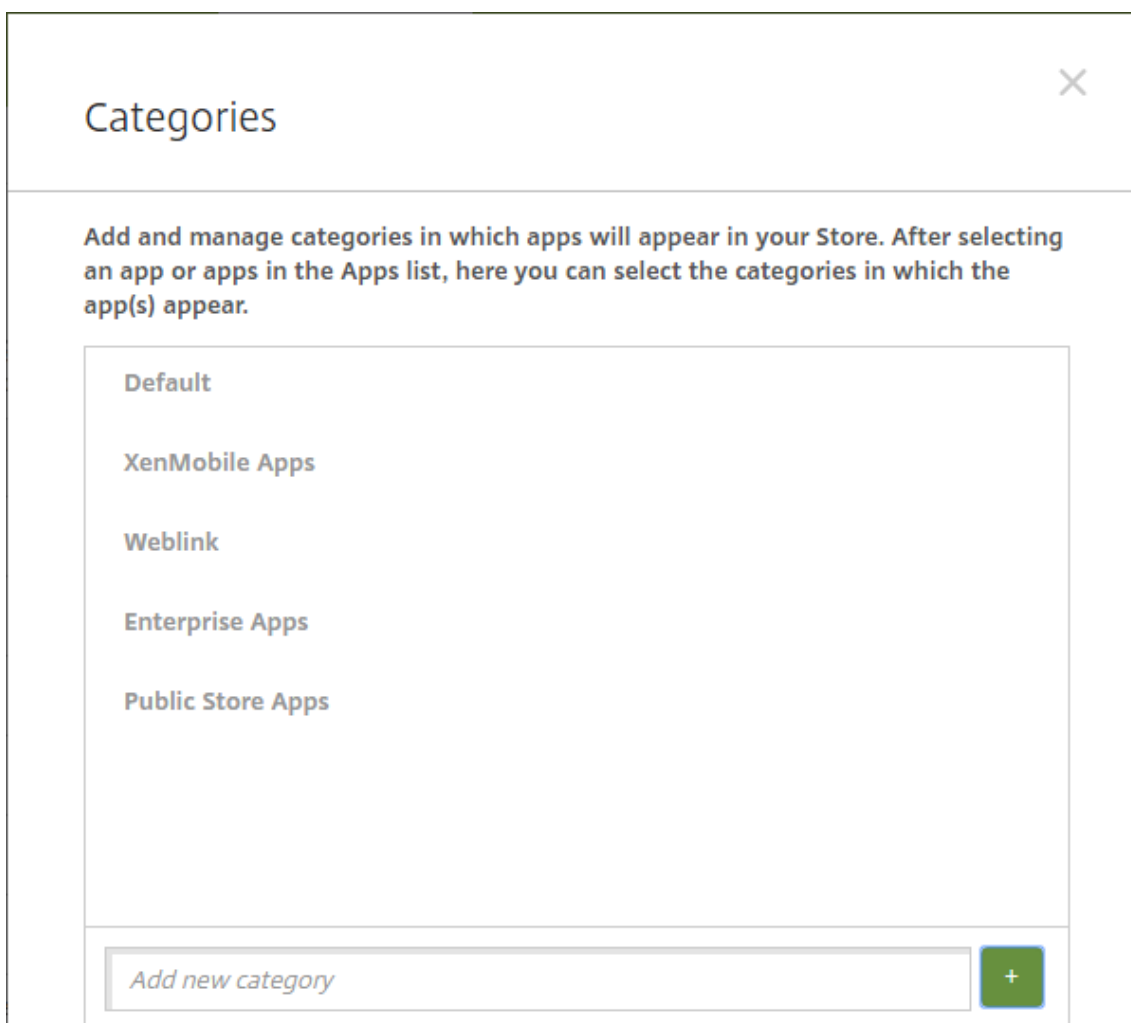 Categories
Add and manage categories in which apps will appear in your Store. After selecting
an app or apps in the Apps list, here you can select the categories in which the
app(s) appear.
Default
XenMobile Apps
Weblink
Enterprise Apps
Public Store Apps
Add new category
+